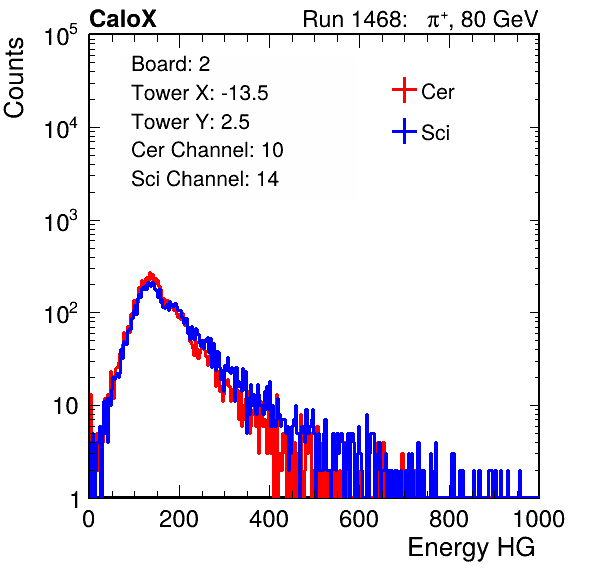 CaloX Run 1468: π⁺, 80 GeV
Counts
10⁵
10⁴
10³
10²
10
1
Board: 2
Tower X: -13.5
Tower Y: 2.5
Cer Channel: 10
Sci Channel: 14
Cer
Sci
0 200 400 600 800 1000
Energy HG